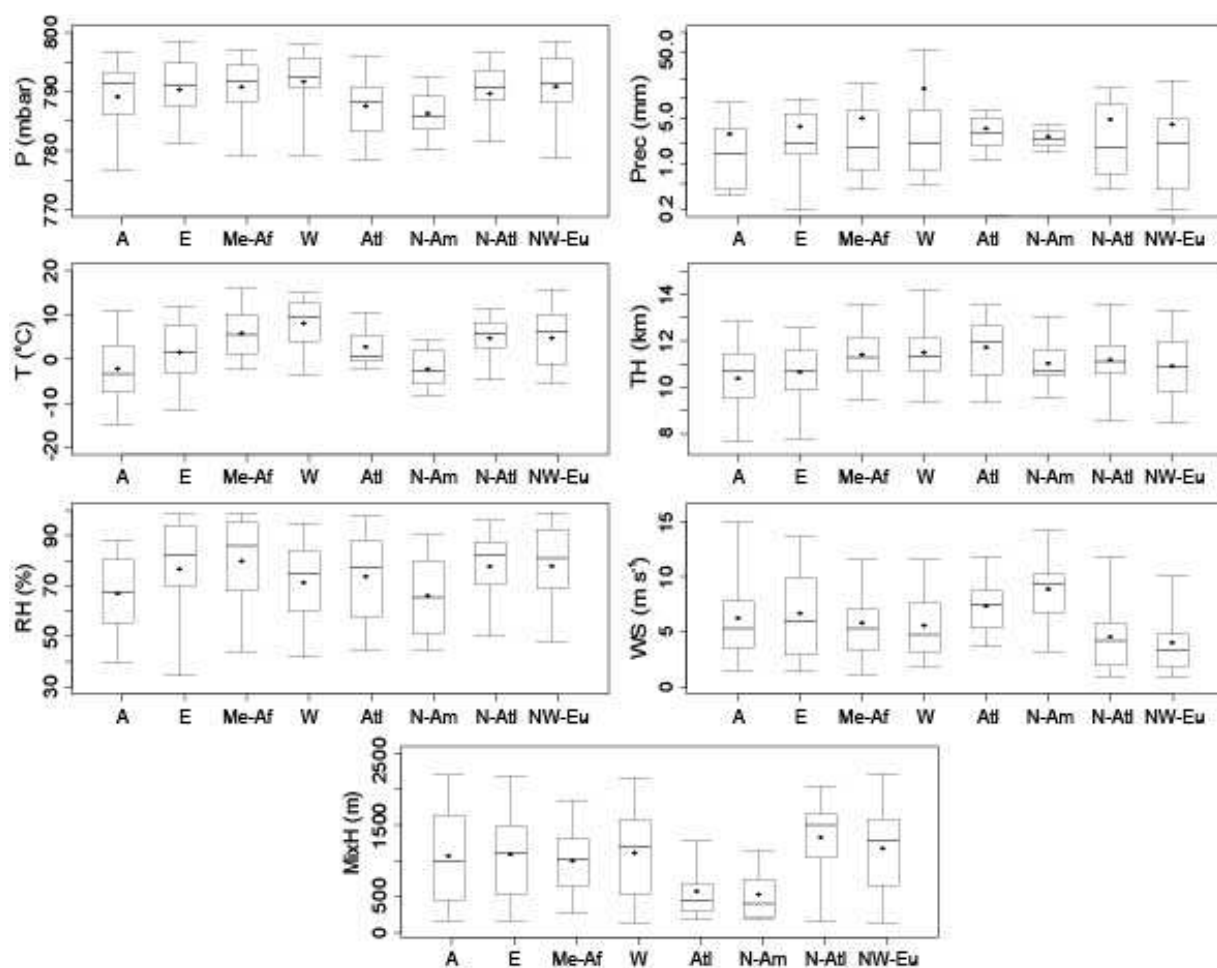 P (mbar)
800
790
780
770
A E Me-Af W Atl N-Am N-Atl NW-Eu
Prec (mm)
50.0
5.0
1.0
0.2
A E Me-Af W Atl N-Am N-Atl NW-Eu
T (°C)
20
10
0
-10
-20
A E Me-Af W Atl N-Am N-Atl NW-Eu
TH (km)
14
12
10
8
A E Me-Af W Atl N-Am N-Atl NW-Eu
RH (%)
90
70
50
30
A E Me-Af W Atl N-Am N-Atl NW-Eu
WS (m s⁻¹)
15
10
5
0
A E Me-Af W Atl N-Am N-Atl NW-Eu
MixH (m)
2500
1500
500
0
A E Me-Af W Atl N-Am N-Atl NW-Eu